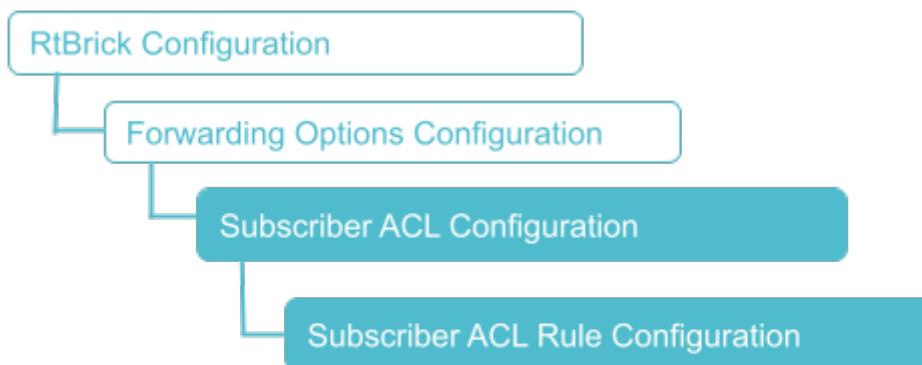 RtBrick Configuration
Forwarding Options Configuration
Subscriber ACL Configuration
Subscriber ACL Rule Configuration